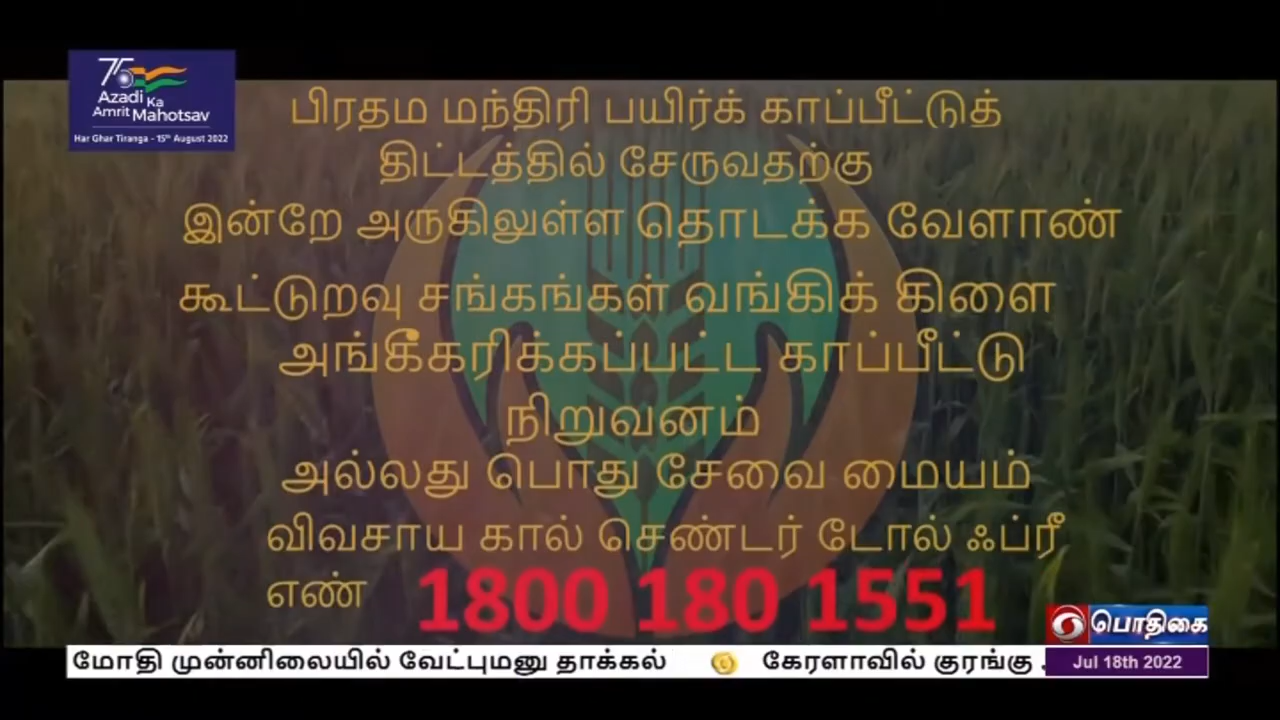 75
Azadi Ka
Amrit Mahotsav
Har Ghar Tiranga - 15th August 2022
பிரதம மந்திரி பயிர்க் காப்பீட்டுத்
திட்டத்தில் சேருவதற்கு
இன்றே அருகிலுள்ள தொடக்க வேளாண்
கூட்டுறவு சங்கங்கள் வங்கிக் கிளை
அங்கீகரிக்கப்பட்ட காப்பீட்டு
நிறுவனம்
அல்லது பொது சேவை மையம்
விவசாய கால் செண்டர் டோல் ஃப்ரீ
எண் 1800 180 1551
பொதிகை
மோதி முன்னிலையில் வேட்புமனு தாக்கல் கேரளாவில் குரங்கு
Jul 18th 2022